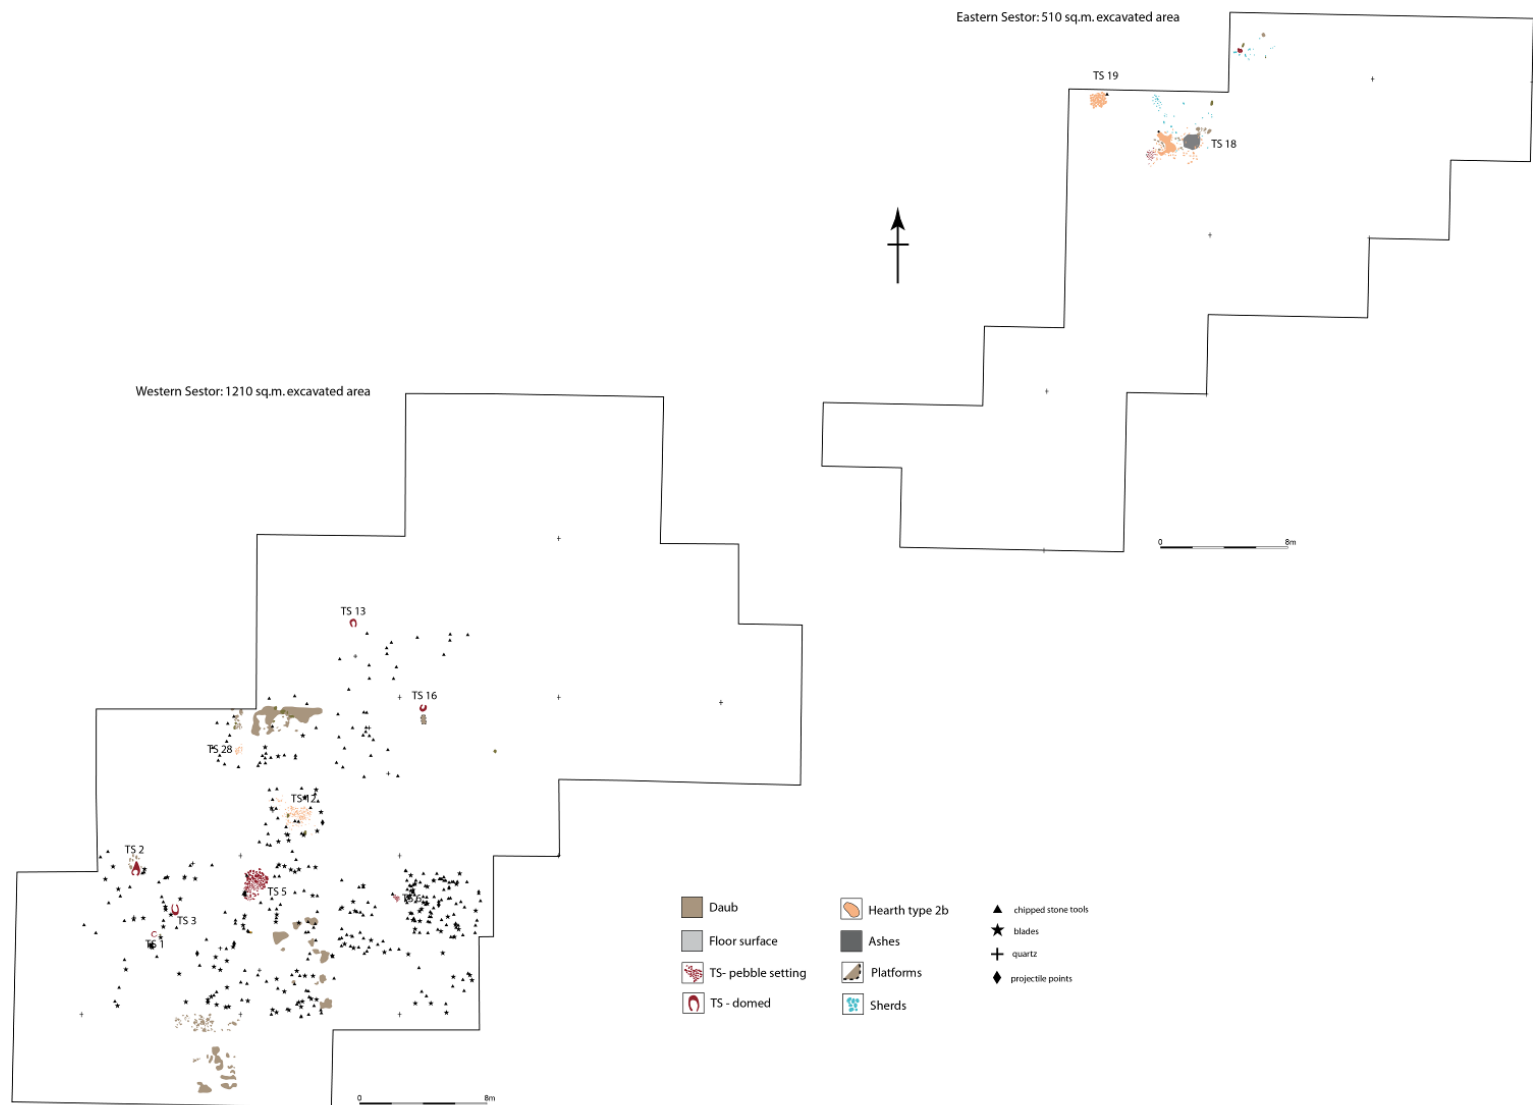 Eastern Sestor: 510 sq.m. excavated area
TS 19
TS 18
0 8m
Western Sestor: 1210 sq.m. excavated area
TS 13
TS 16
TS 28
TS 12
TS 2
TS 5
TS 3
TS 1
0 8m
Daub
Floor surface
TS- pebble setting
TS - domed
Hearth type 2b
Ashes
Platforms
Sherds
chipped stone tools
blades
quartz
projectile points